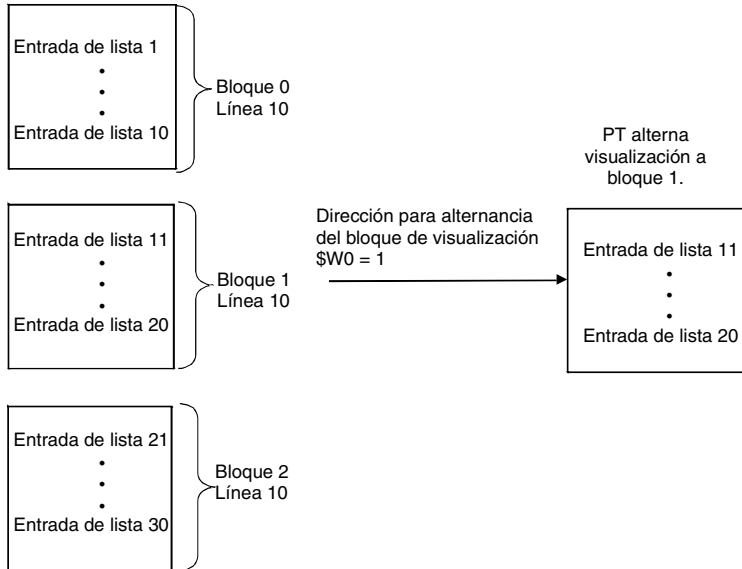 Entrada de lista 1
Entrada de lista 10
Bloque 0
Línea 10
Entrada de lista 11
Entrada de lista 20
Bloque 1
Línea 10
Entrada de lista 21
Entrada de lista 30
Bloque 2
Línea 10
Dirección para alternancia
del bloque de visualización
$W0 = 1
PT alterna
visualización a
bloque 1.
Entrada de lista 11
Entrada de lista 20